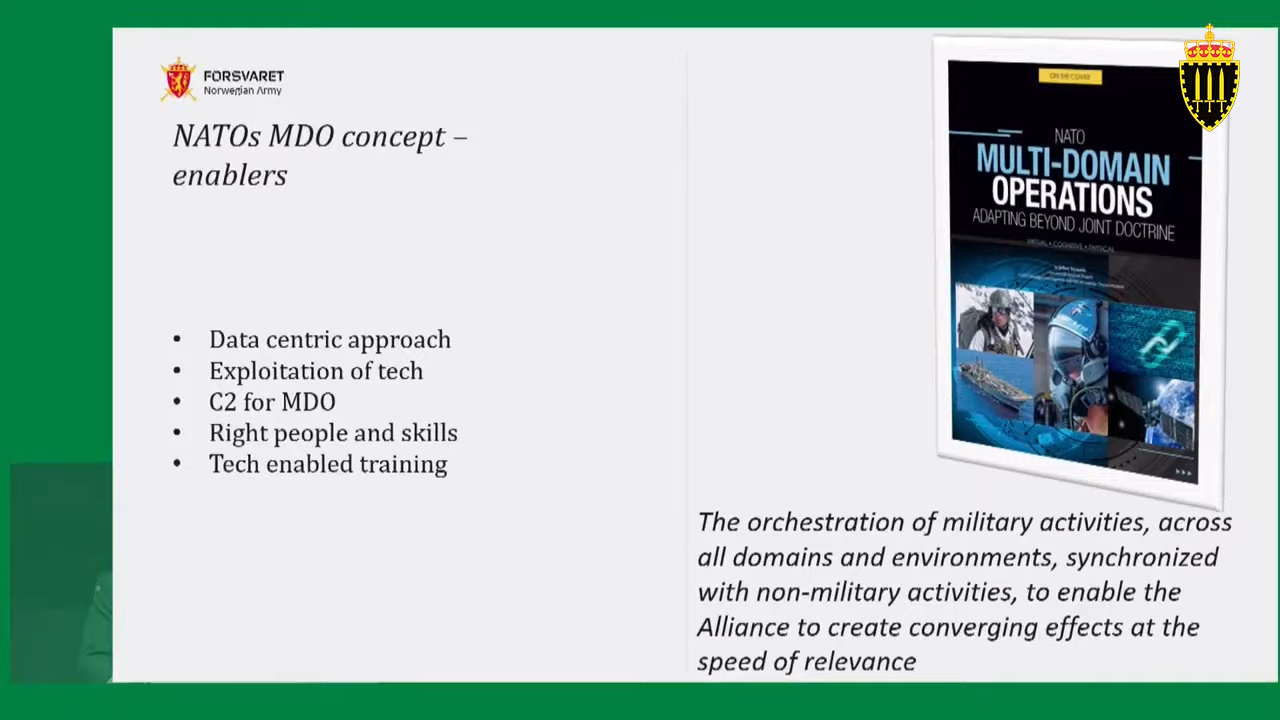 FORSVARET
Norwegian Army
NATOs MDO concept –
enablers
• Data centric approach
• Exploitation of tech
• C2 for MDO
• Right people and skills
• Tech enabled training
ON THE COVER
NATO
MULTI-DOMAIN
OPERATIONS
ADAPTING BEYOND JOINT DOCTRINE
VIRTUAL • COGNITIVE • PHYSICAL
The orchestration of military activities, across
all domains and environments, synchronized
with non-military activities, to enable the
Alliance to create converging effects at the
speed of relevance